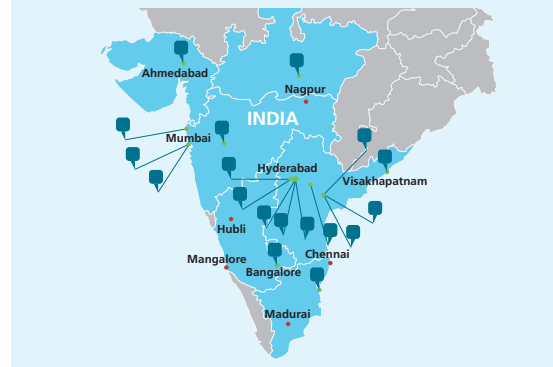 Ahmedabad
Nagpur
INDIA
Mumbai
Hyderabad
Visakhapatnam
Hubli
Chennai
Mangalore
Bangalore
Madurai